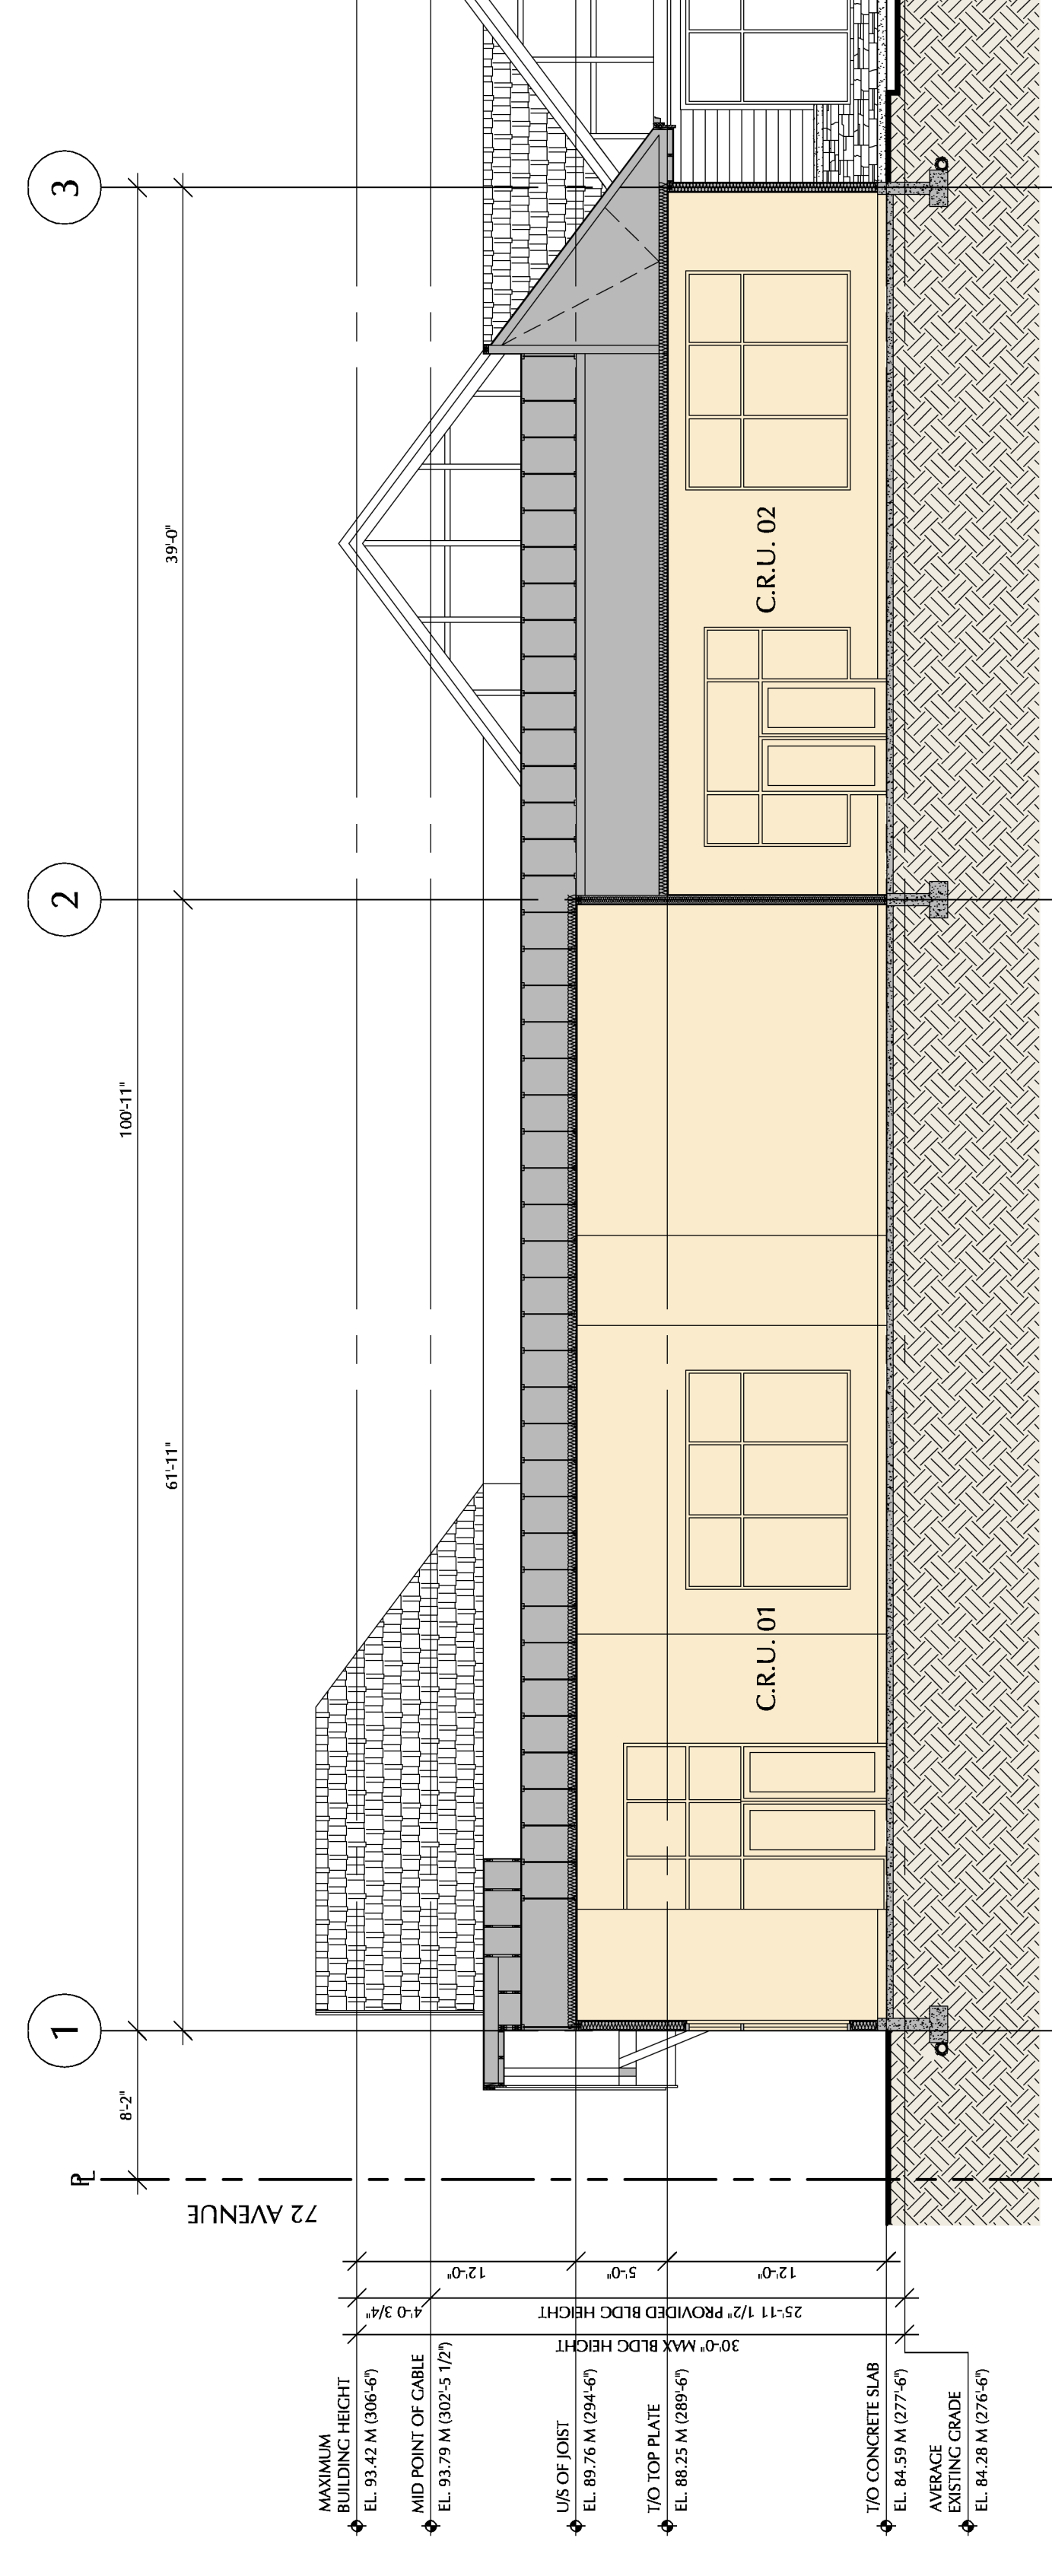 3
2
1
39'-0"
100'-11"
61'-11"
8'-2"
PL
72 AVENUE
C.R.U. 02
C.R.U. 01
12'-0"
5'-0"
12'-0"
4'-0 3/4"
25'-11 1/2" PROVIDED BLDG HEIGHT
30'-0" MAX BLDG HEIGHT
MAXIMUM
BUILDING HEIGHT
EL. 93.42 M (306'-6")
MID POINT OF GABLE
EL. 93.79 M (302'-5 1/2")
U/S OF JOIST
EL. 89.76 M (294'-6")
T/O TOP PLATE
EL. 88.25 M (289'-6")
T/O CONCRETE SLAB
EL. 84.59 M (277'-6")
AVERAGE
EXISTING GRADE
EL. 84.28 M (276'-6")